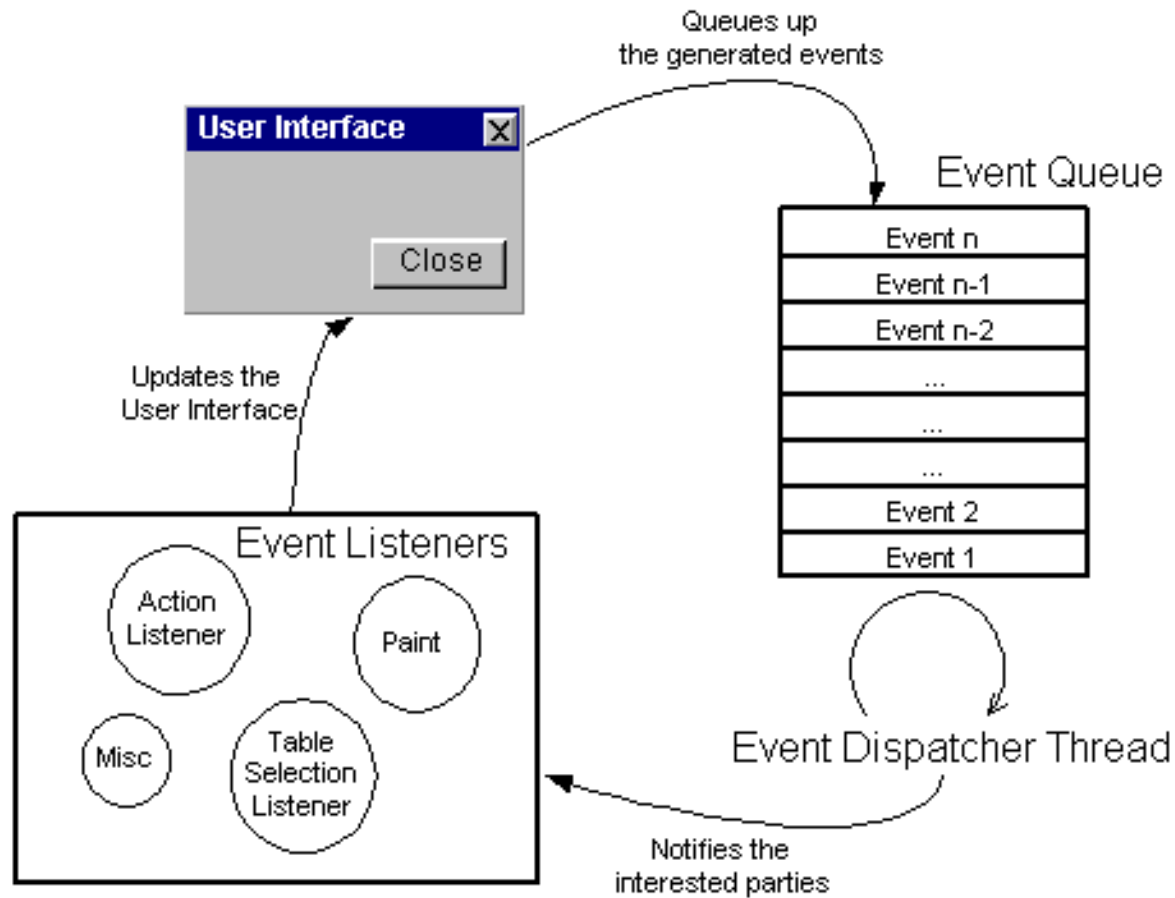 Queues up
the generated events
User Interface
Close
Event Queue
Event n
Event n-1
Event n-2
...
...
...
Event 2
Event 1
Updates the
User Interface
Event Listeners
Action
Listener
Paint
Misc
Table
Selection
Listener
Event Dispatcher Thread
Notifies the
interested parties